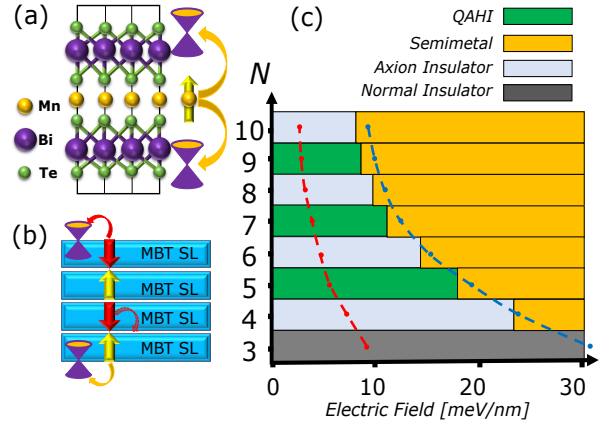 (a)
Mn
Bi
Te
(b)
MBT SL
MBT SL
MBT SL
MBT SL
(c)
QAHI
Semimetal
Axion Insulator
Normal Insulator
N
10
9
8
7
6
5
4
3
0
10
20
30
Electric Field [meV/nm]